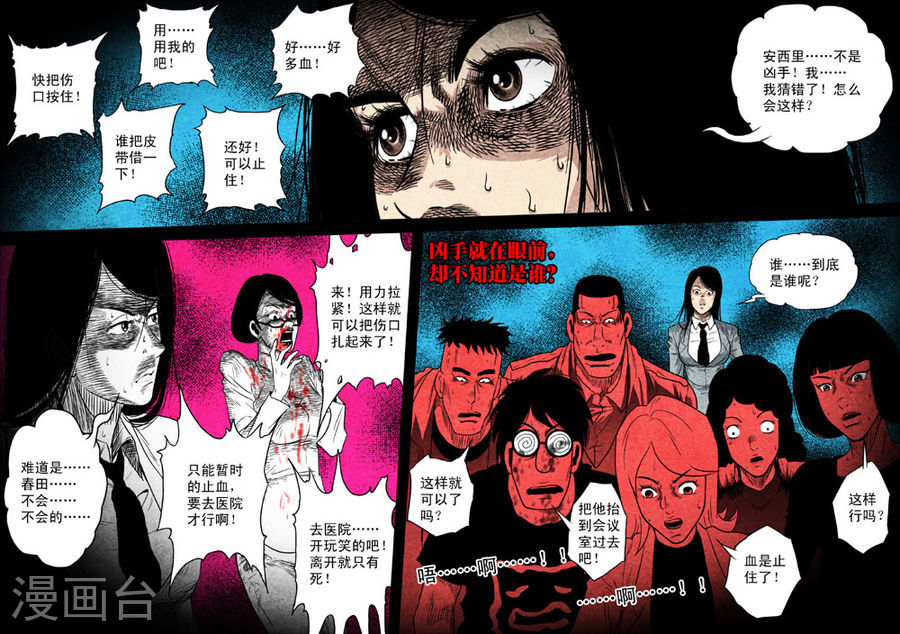 快把伤
口按住！
用……
用我的
吧！
好……好
多血！
谁把皮
带借一
下！
还好！
可以止
住！
安西里……不是
凶手！我……
我猜错了！怎么
会这样？
难道是……
春田……
不会……
不会的……
来！用力拉
紧！这样就
可以把伤口
扎起来了！
只能暂时
的止血，
要去医院
才行啊！
去医院……
开玩笑的吧！
离开就只有
死！
凶手就在眼前，
却不知道是谁？
谁……到底
是谁呢？
这样就
可以了
吗？
把他抬
到会议
室过去
吧！
这样
行吗？
血是止
住了！
唔……啊……！！
……啊……！！
漫画台